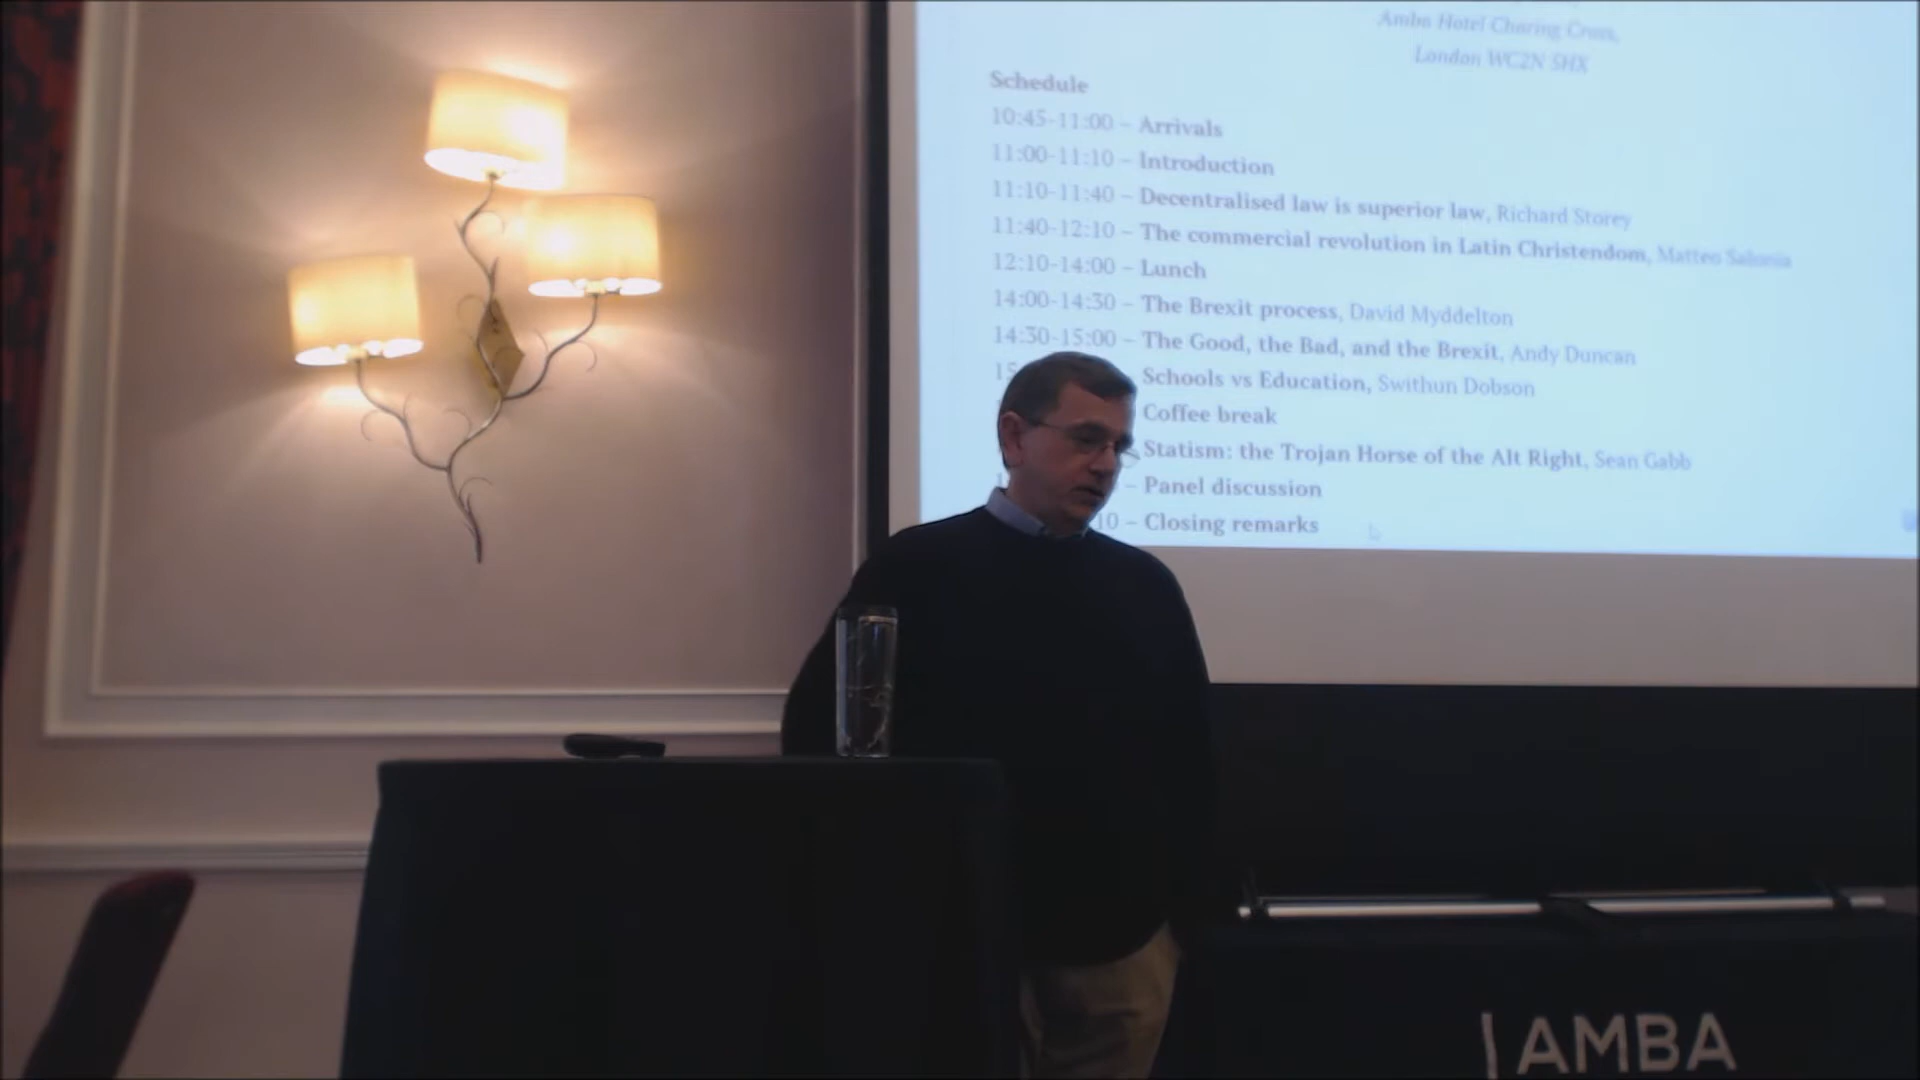 Amba Hotel Charing Cross,
London WC2N 5HX
Schedule
10:45-11:00 – Arrivals
11:00-11:10 – Introduction
11:10-11:40 – Decentralised law is superior law, Richard Storey
11:40-12:10 – The commercial revolution in Latin Christendom, Matteo Salonia
12:10-14:00 – Lunch
14:00-14:30 – The Brexit process, David Myddelton
14:30-15:00 – The Good, the Bad, and the Brexit, Andy Duncan
Schools vs Education, Swithun Dobson
Coffee break
Statism: the Trojan Horse of the Alt Right, Sean Gabb
– Panel discussion
10 – Closing remarks
AMBA